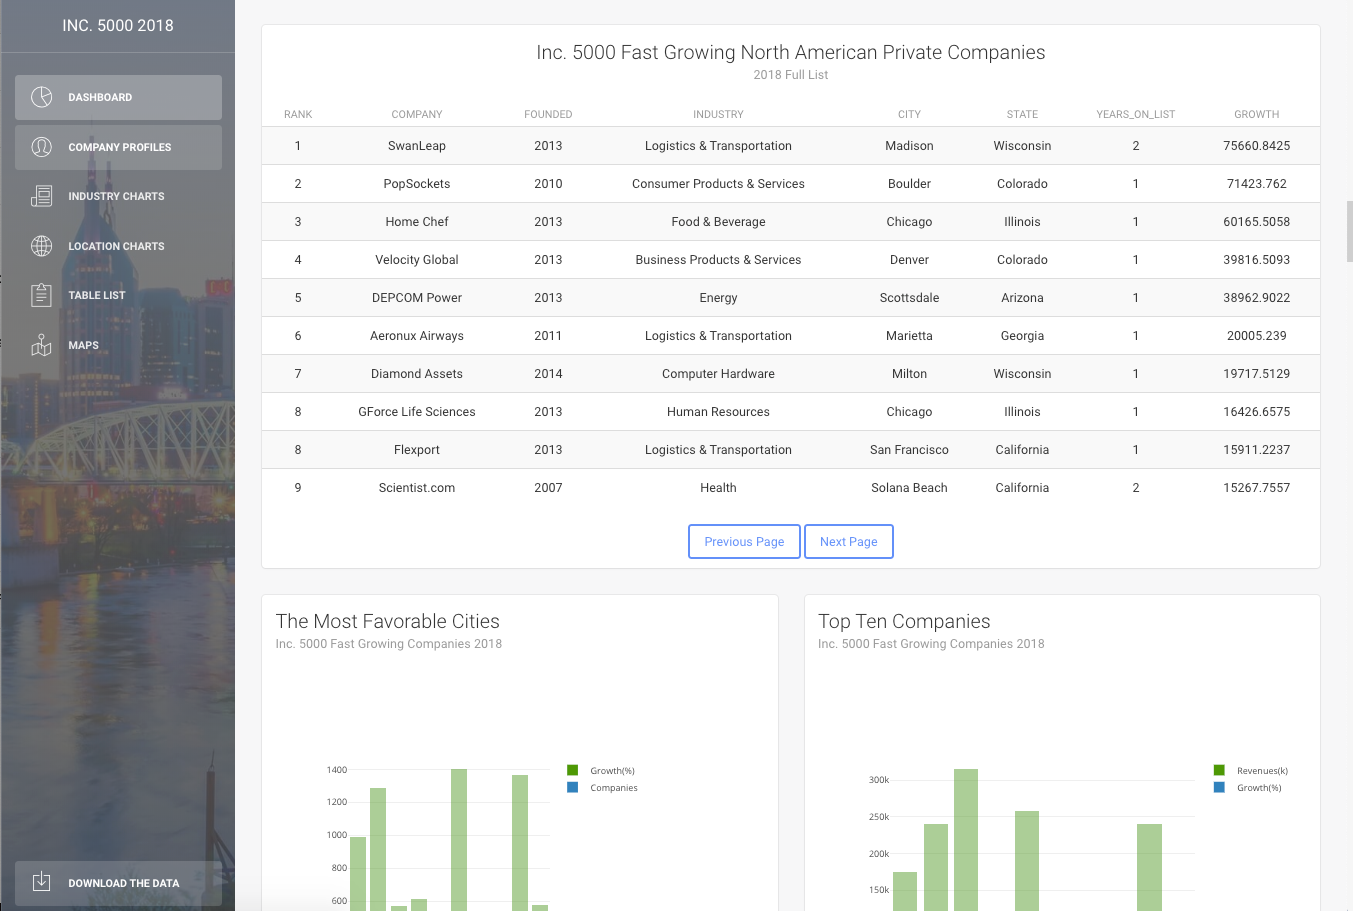 INC. 5000 2018
DASHBOARD
COMPANY PROFILES
INDUSTRY CHARTS
LOCATION CHARTS
TABLE LIST
MAPS
DOWNLOAD THE DATA
Inc. 5000 Fast Growing North American Private Companies
2018 Full List
RANK COMPANY FOUNDED INDUSTRY CITY STATE YEARS_ON_LIST GROWTH
1 SwanLeap 2013 Logistics & Transportation Madison Wisconsin 2 75660.8425
2 PopSockets 2010 Consumer Products & Services Boulder Colorado 1 71423.762
3 Home Chef 2013 Food & Beverage Chicago Illinois 1 60165.5058
4 Velocity Global 2013 Business Products & Services Denver Colorado 1 39816.5093
5 DEPCOM Power 2013 Energy Scottsdale Arizona 1 38962.9022
6 Aeronux Airways 2011 Logistics & Transportation Marietta Georgia 1 20005.239
7 Diamond Assets 2014 Computer Hardware Milton Wisconsin 1 19717.5129
8 GForce Life Sciences 2013 Human Resources Chicago Illinois 1 16426.6575
8 Flexport 2013 Logistics & Transportation San Francisco California 1 15911.2237
9 Scientist.com 2007 Health Solana Beach California 2 15267.7557
Previous Page Next Page
The Most Favorable Cities
Inc. 5000 Fast Growing Companies 2018
1400
1200
1000
800
600
Growth(%)
Companies
Top Ten Companies
Inc. 5000 Fast Growing Companies 2018
300k
250k
200k
150k
Revenues(k)
Growth(%)